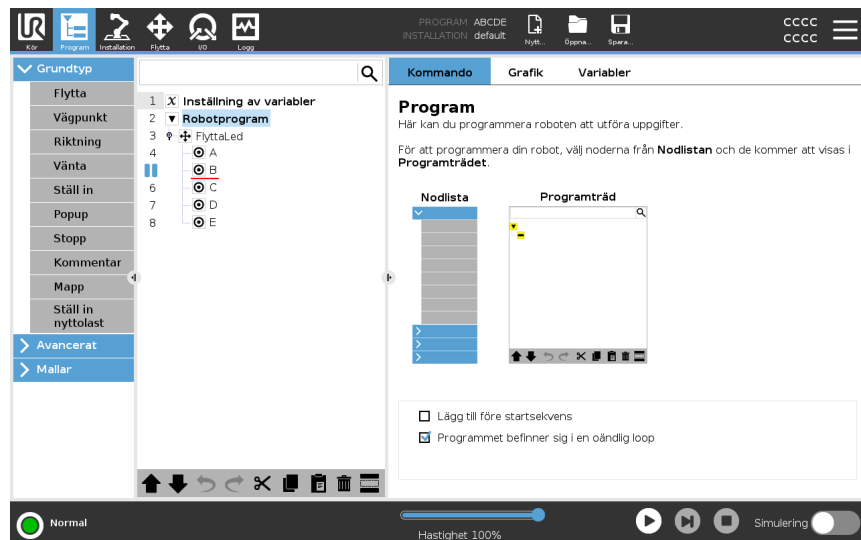 UR
PROGRAM ABCDE
INSTALLATION default
cccc
cccc
Kör
Program
Installation
Flytta
I/O
Logg
Nytt...
Öppna...
Spara...
Grundtyp
Flytta
Vägpunkt
Riktning
Vänta
Ställ in
Popup
Stopp
Kommentar
Mapp
Ställ in
nyttolast
Avancerat
Mallar
1 X Inställning av variabler
2 Robotprogram
3 FlyttaLed
4 A
B
6 C
7 D
8 E
Kommando Grafik Variabler
Program
Här kan du programmera roboten att utföra uppgifter.
För att programmera din robot, välj noderna från Nodlistan och de kommer att visas i
Programträdet.
Nodlista Programträd
Lägg till före startsekvens
Programmet befinner sig i en oändlig loop
Normal
Hastighet 100%
Simulering